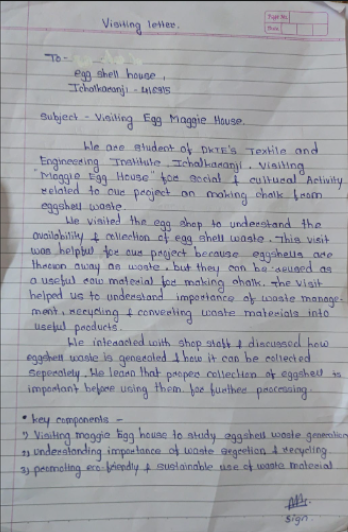 Visiting letter.
To -
egg shell house,
Ichalkaranji - 416115
Subject - Visiting Egg Maggie House.
We are student of DKTE's Textile and
Engineering Institute, Ichalkaranji. Visiting
"Maggie Egg House" for social & cultural Activity
related to our project on making chalk from
eggshell waste.
We visited the egg shop to understand the
availability & collection of egg shell waste. This visit
was helpful for our project because eggshells are
thrown away as waste, but they can be reused as
a useful raw material for making chalk. The visit
helped us to understand importance of waste manage-
ment, recycling & converting waste materials into
useful products.
We interacted with shop staff & discussed how
eggshell waste is generated & how it can be collected
seperately. We learn that proper collection of eggshell is
important before using them for further processing.
* key components -
1) Visiting maggie Egg house to study eggshell waste generation
2) understanding importance of waste segection & recycling
3) promoting eco-friendly & sustainable use of waste material
Sign